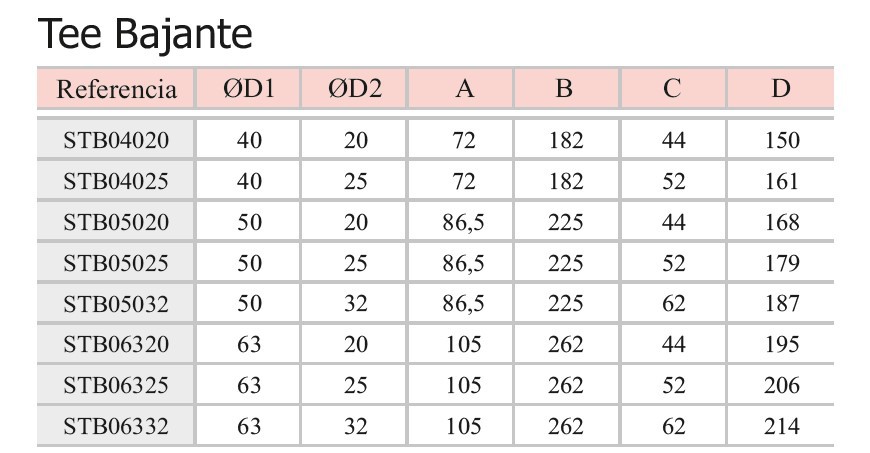 Tee Bajante
Referencia ØD1 ØD2 A B C D
STB04020 40 20 72 182 44 150
STB04025 40 25 72 182 52 161
STB05020 50 20 86,5 225 44 168
STB05025 50 25 86,5 225 52 179
STB05032 50 32 86,5 225 62 187
STB06320 63 20 105 262 44 195
STB06325 63 25 105 262 52 206
STB06332 63 32 105 262 62 214